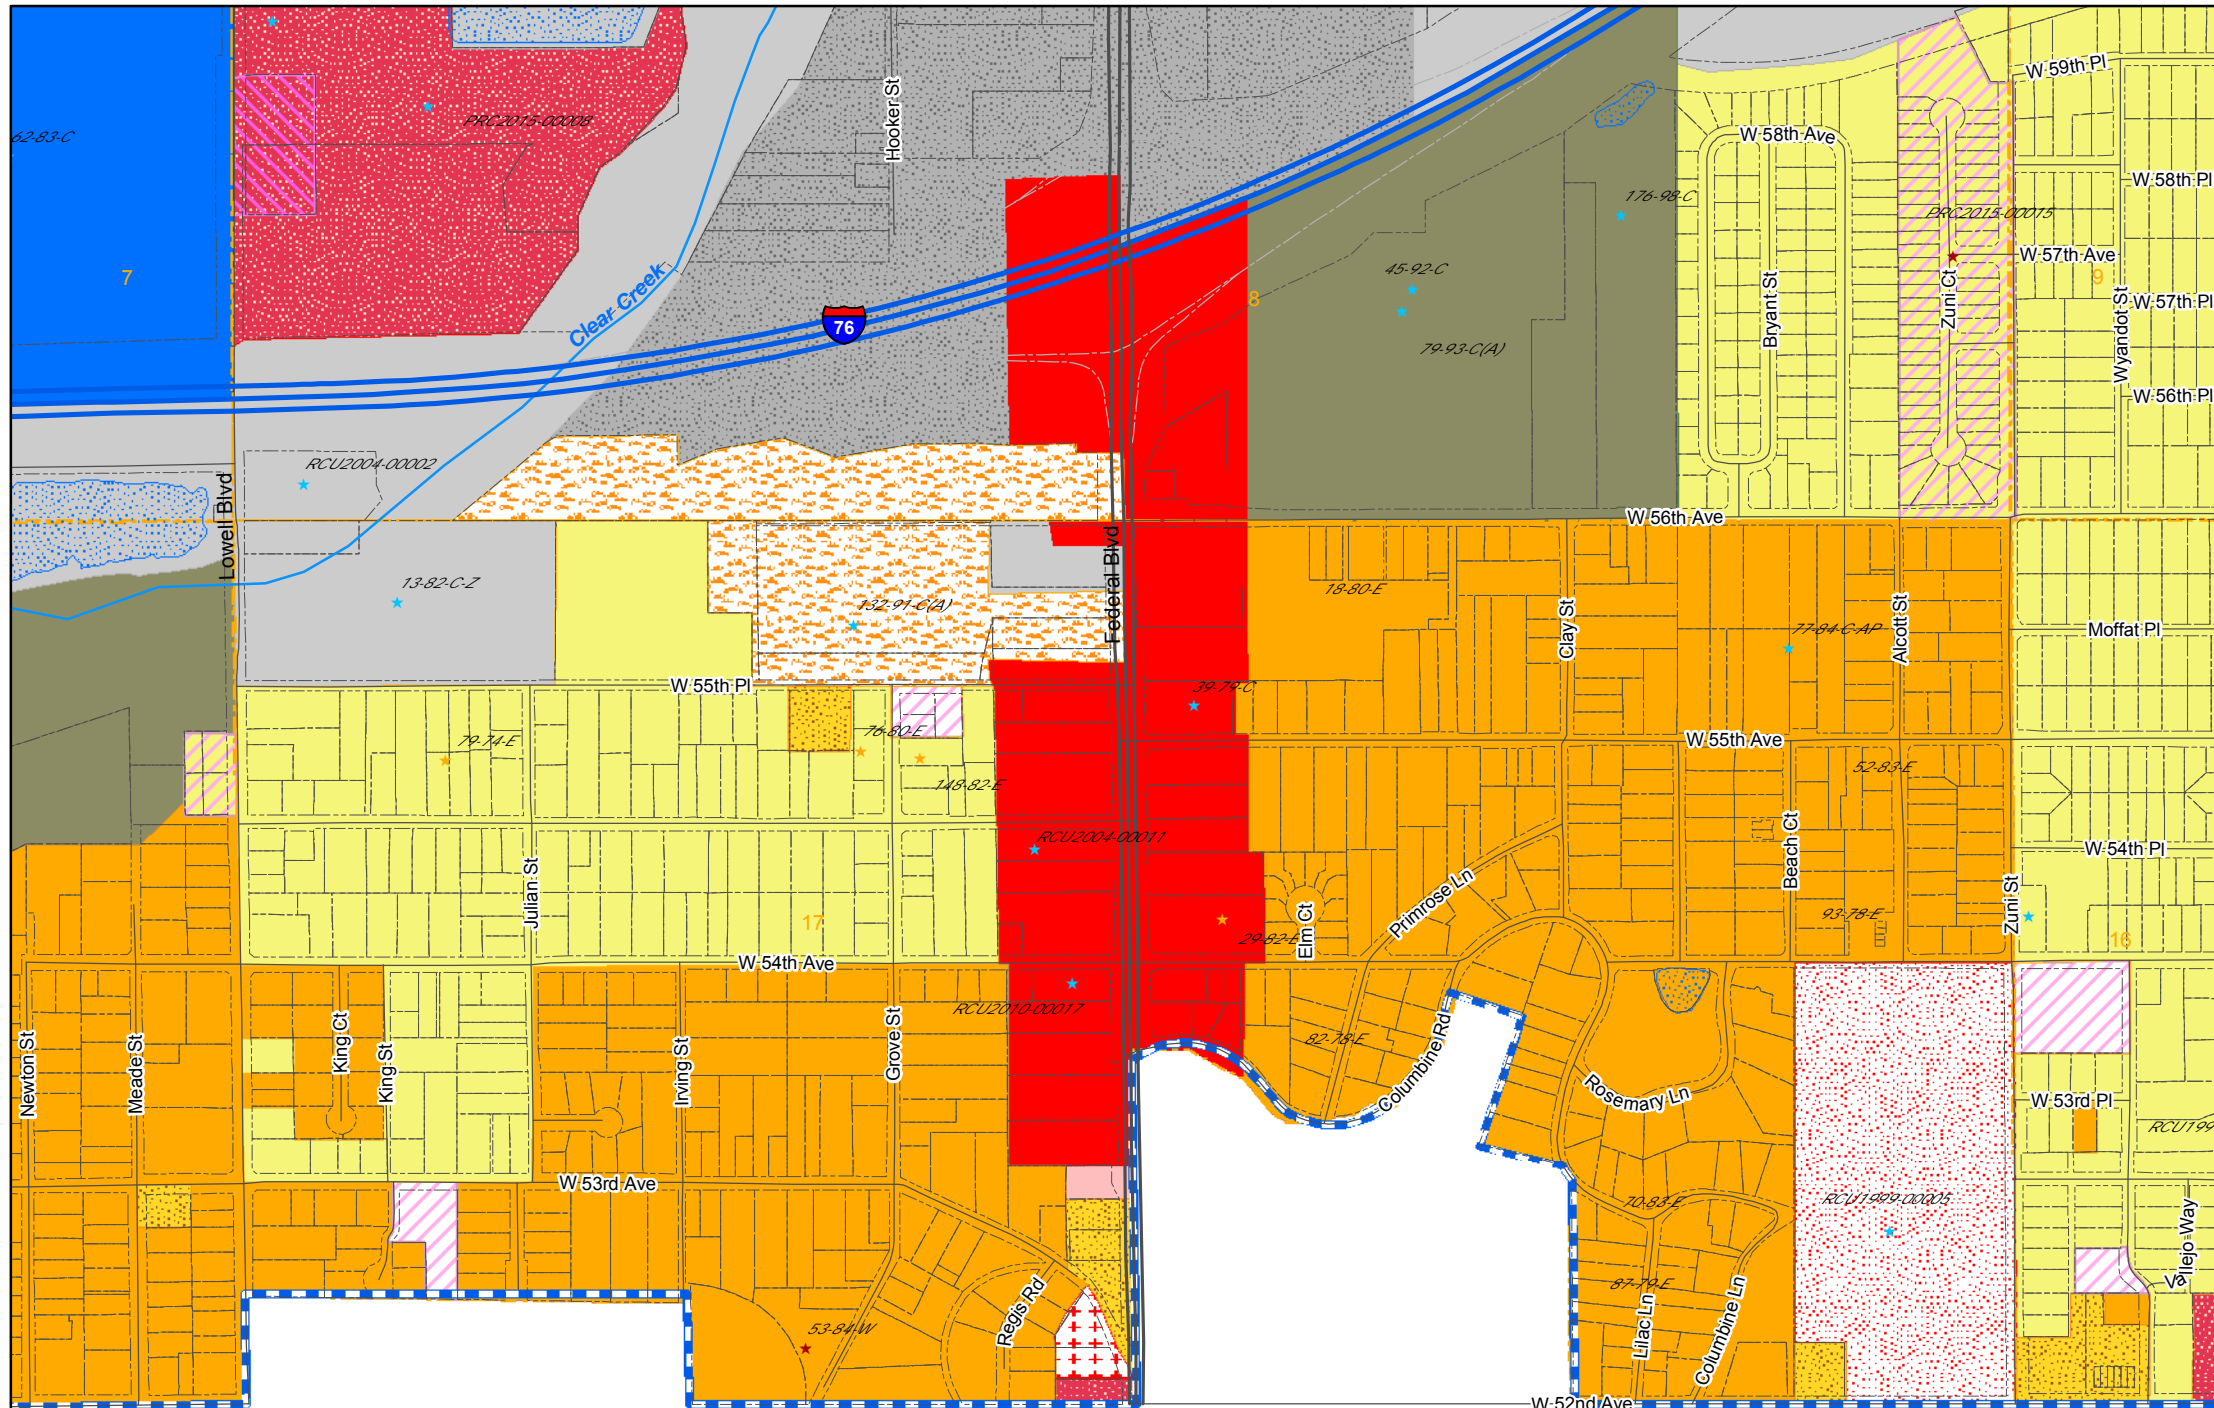 W 59th Pl
62-83-C
PRC2015-00008
Hooker St
W 58th Ave
W 58th Pl
176-98-C
PRC2015-00015
7
Clear Creek
76
8
45-92-C
79-93-C(A)
Bryant St
Zuni Ct
W 57th Ave
9
Wyandot St
W 57th Pl
W 56th Pl
RCU2004-00002
Lowell Blvd
W 56th Ave
Federal Blvd
13-82-C-Z
132-91-C(A)
18-80-E
Clay St
77-84-C-AP
Alcott St
Moffat Pl
W 55th Pl
39-79-C
79-74-E
76-80-E
148-82-E
W 55th Ave
52-83-E
RCU2004-00011
Julian St
17
Primrose Ln
Beach Ct
W 54th Pl
Elm Ct
29-82-E
93-78-E
Zuni St
16
W 54th Ave
RCU2010-00017
Newton St
Meade St
King Ct
King St
Irving St
Grove St
82-78-E
Columbine Rd
Rosemary Ln
W 53rd Pl
RCU199
W 53rd Ave
70-83-E
RCU1999-00005
Vallejo Way
87-79-E
Regis Rd
53-84-W
Lilac Ln
Columbine Ln
W 52nd Ave